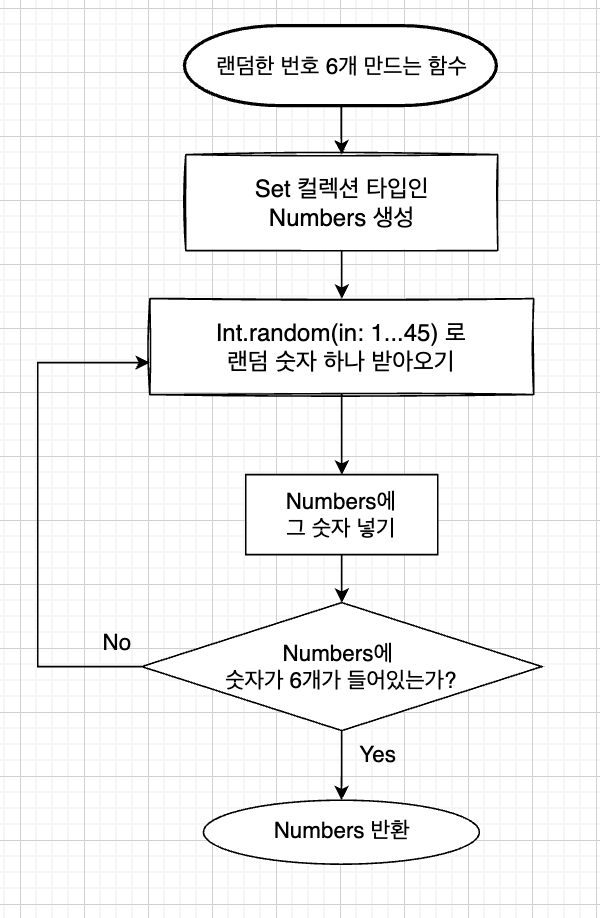 랜덤한 번호 6개 만드는 함수
Set 컬렉션 타입인
Numbers 생성
Int.random(in: 1...45) 로
랜덤 숫자 하나 받아오기
Numbers에
그 숫자 넣기
No
Numbers에
숫자가 6개가 들어있는가?
Yes
Numbers 반환